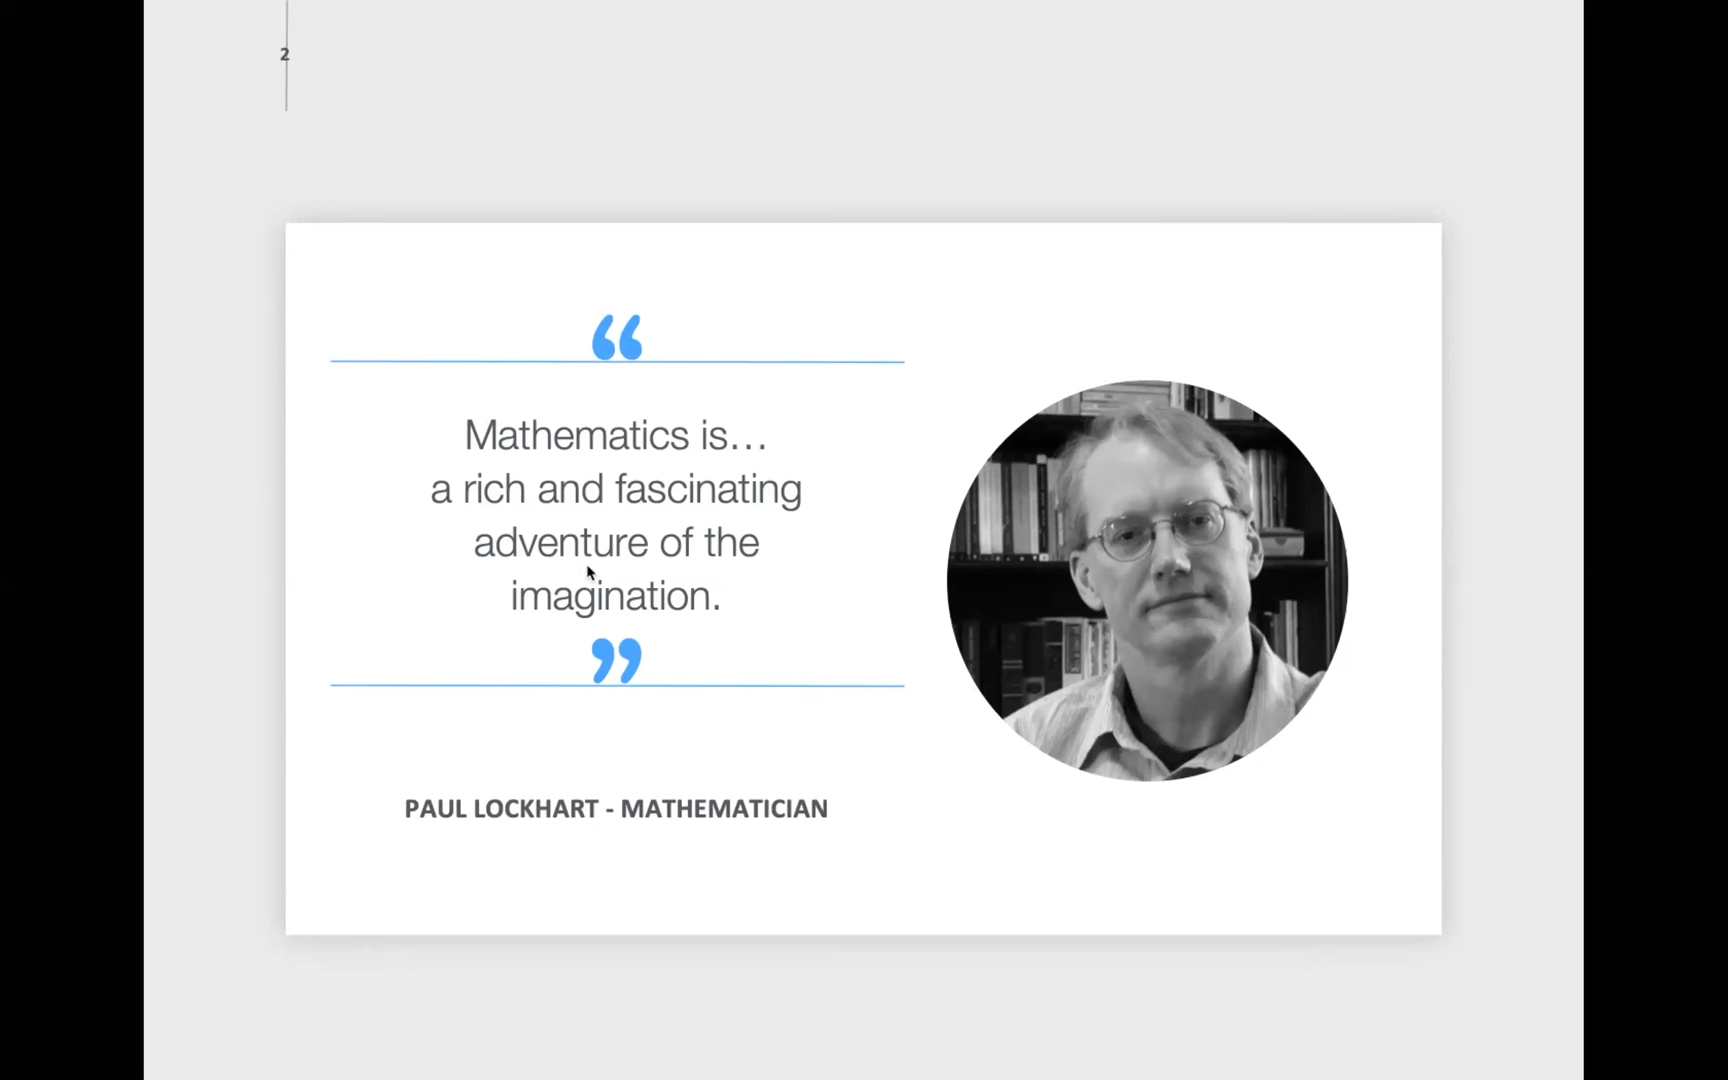 2
“
Mathematics is…
a rich and fascinating
adventure of the
imagination.
”
PAUL LOCKHART - MATHEMATICIAN